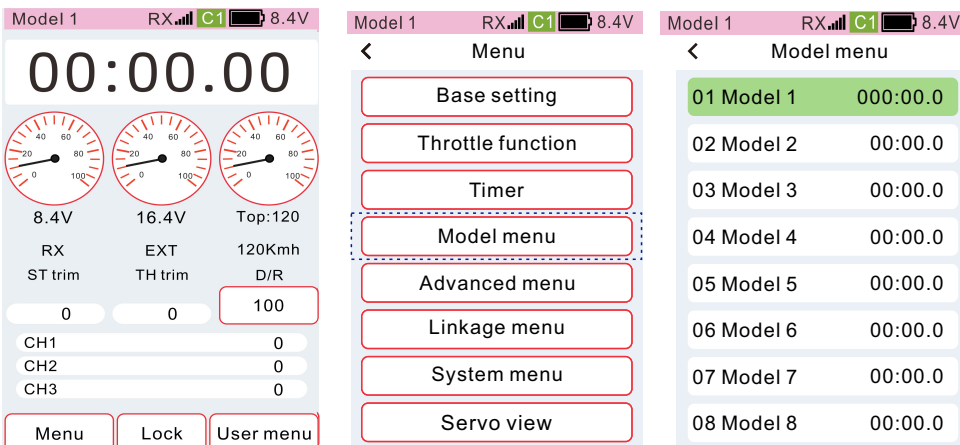 Model 1 RX C1 8.4V
00:00.00
0 20 40 60 80 100 0 20 40 60 80 100 0 20 40 60 80 100
8.4V 16.4V Top:120
RX EXT 120Kmh
ST trim TH trim D/R
0 0 100
CH1 0
CH2 0
CH3 0
Menu Lock User menu
Model 1 RX C1 8.4V
< Menu
Base setting
Throttle function
Timer
Model menu
Advanced menu
Linkage menu
System menu
Servo view
Model 1 RX C1 8.4V
< Model menu
01 Model 1 000:00.0
02 Model 2 00:00.0
03 Model 3 00:00.0
04 Model 4 00:00.0
05 Model 5 00:00.0
06 Model 6 00:00.0
07 Model 7 00:00.0
08 Model 8 00:00.0